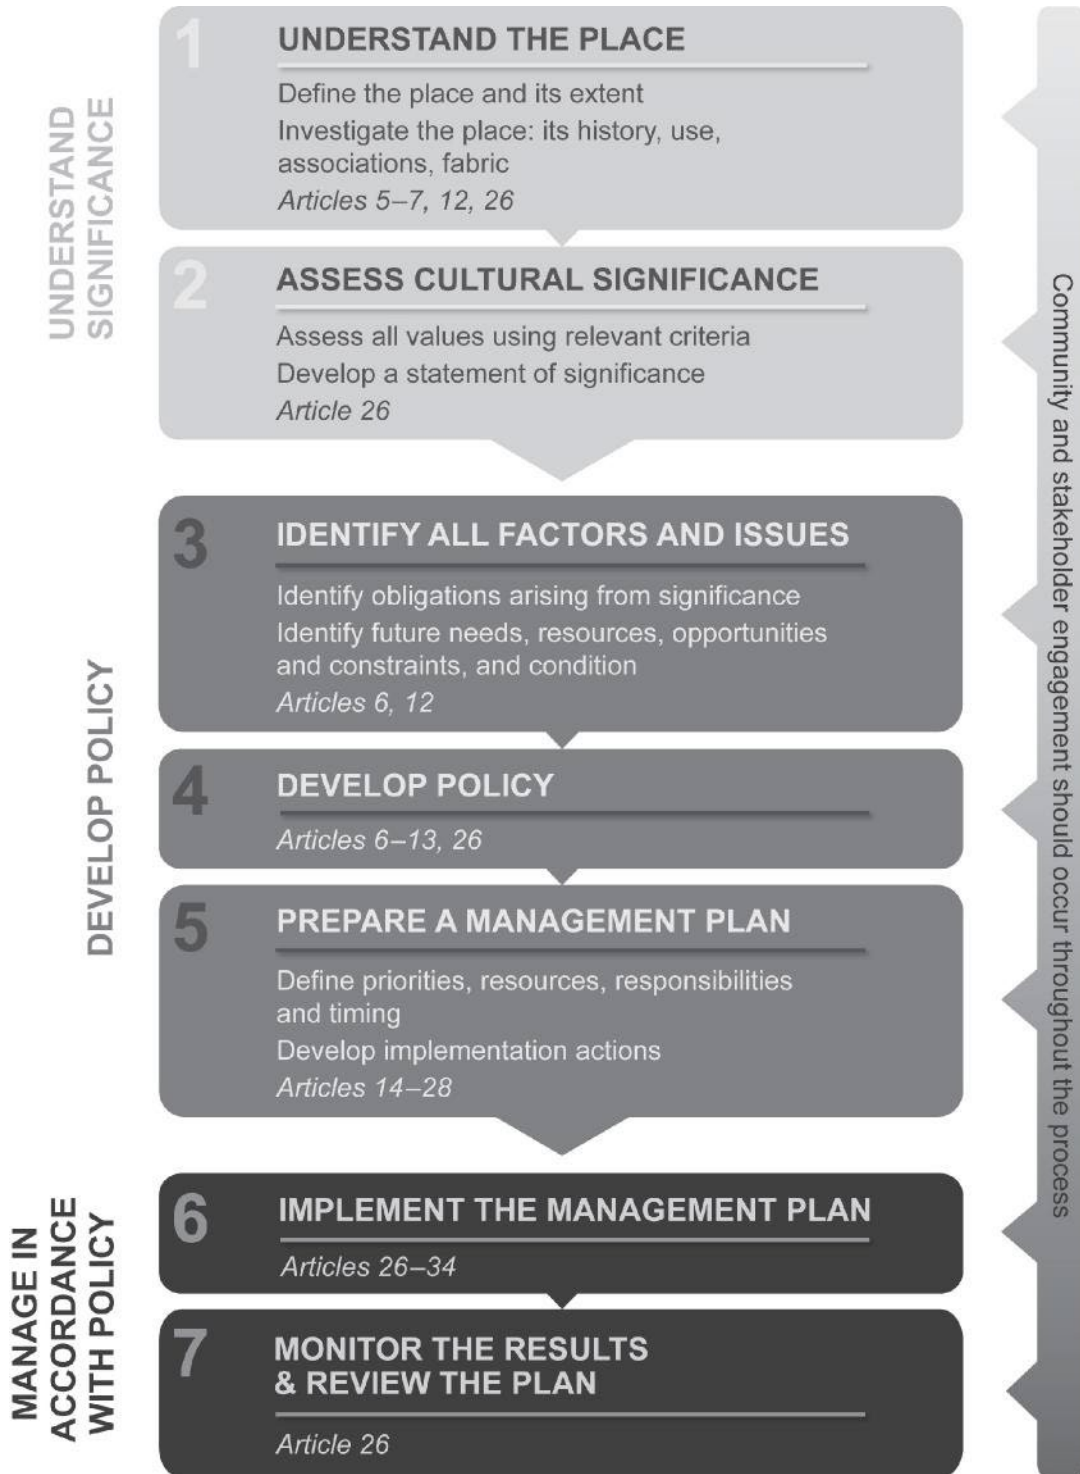 UNDERSTAND
SIGNIFICANCE
1
UNDERSTAND THE PLACE
Define the place and its extent
Investigate the place: its history, use,
associations, fabric
Articles 5–7, 12, 26
2
ASSESS CULTURAL SIGNIFICANCE
Assess all values using relevant criteria
Develop a statement of significance
Article 26
DEVELOP POLICY
3
IDENTIFY ALL FACTORS AND ISSUES
Identify obligations arising from significance
Identify future needs, resources, opportunities
and constraints, and condition
Articles 6, 12
4
DEVELOP POLICY
Articles 6–13, 26
5
PREPARE A MANAGEMENT PLAN
Define priorities, resources, responsibilities
and timing
Develop implementation actions
Articles 14–28
MANAGE IN
ACCORDANCE
WITH POLICY
6
IMPLEMENT THE MANAGEMENT PLAN
Articles 26–34
7
MONITOR THE RESULTS
& REVIEW THE PLAN
Article 26
Community and stakeholder engagement should occur throughout the process